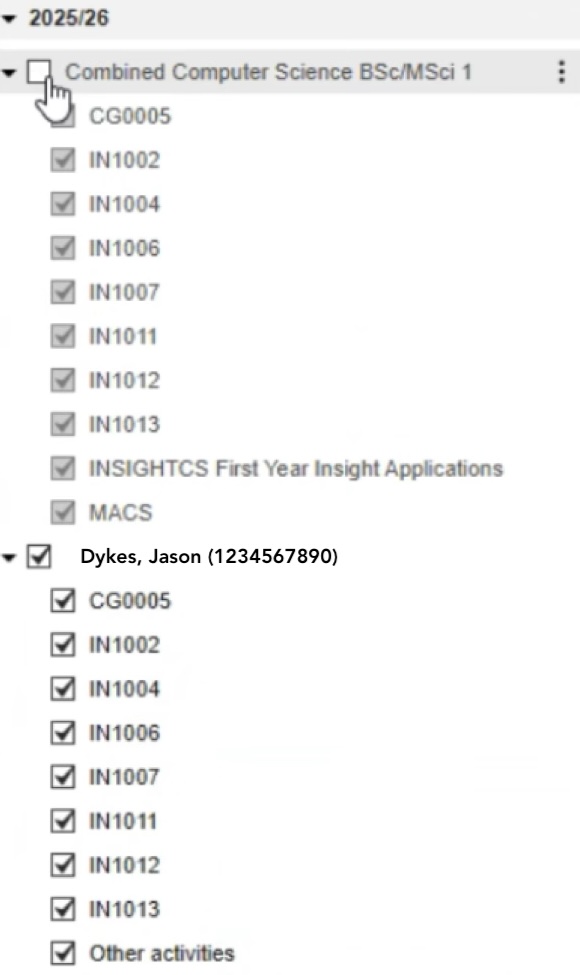 2025/26
Combined Computer Science BSc/MSci 1
CG0005
IN1002
IN1004
IN1006
IN1007
IN1011
IN1012
IN1013
INSIGHTCS First Year Insight Applications
MACS
Dykes, Jason (1234567890)
CG0005
IN1002
IN1004
IN1006
IN1007
IN1011
IN1012
IN1013
Other activities